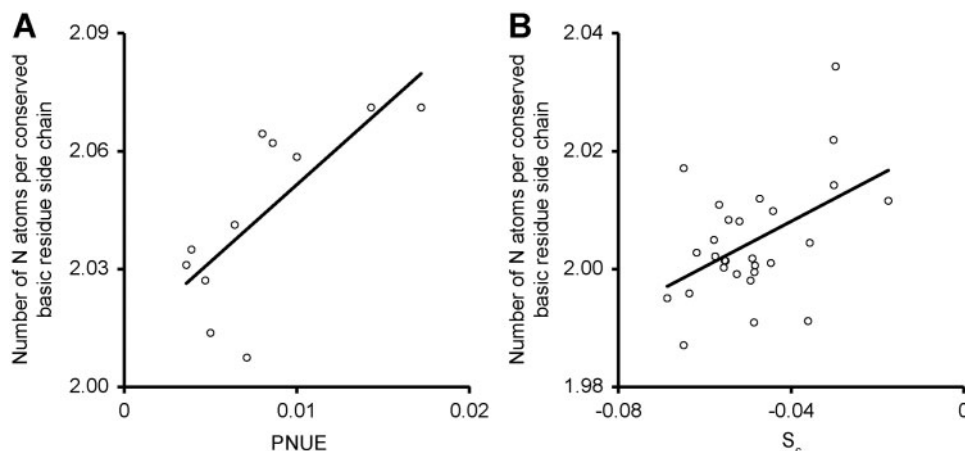 A
Number of N atoms per conserved
basic residue side chain
2.09
2.06
2.03
2.00
0
0.01
0.02
PNUE
B
Number of N atoms per conserved
basic residue side chain
2.04
2.02
2.00
1.98
-0.08
-0.04
0
S